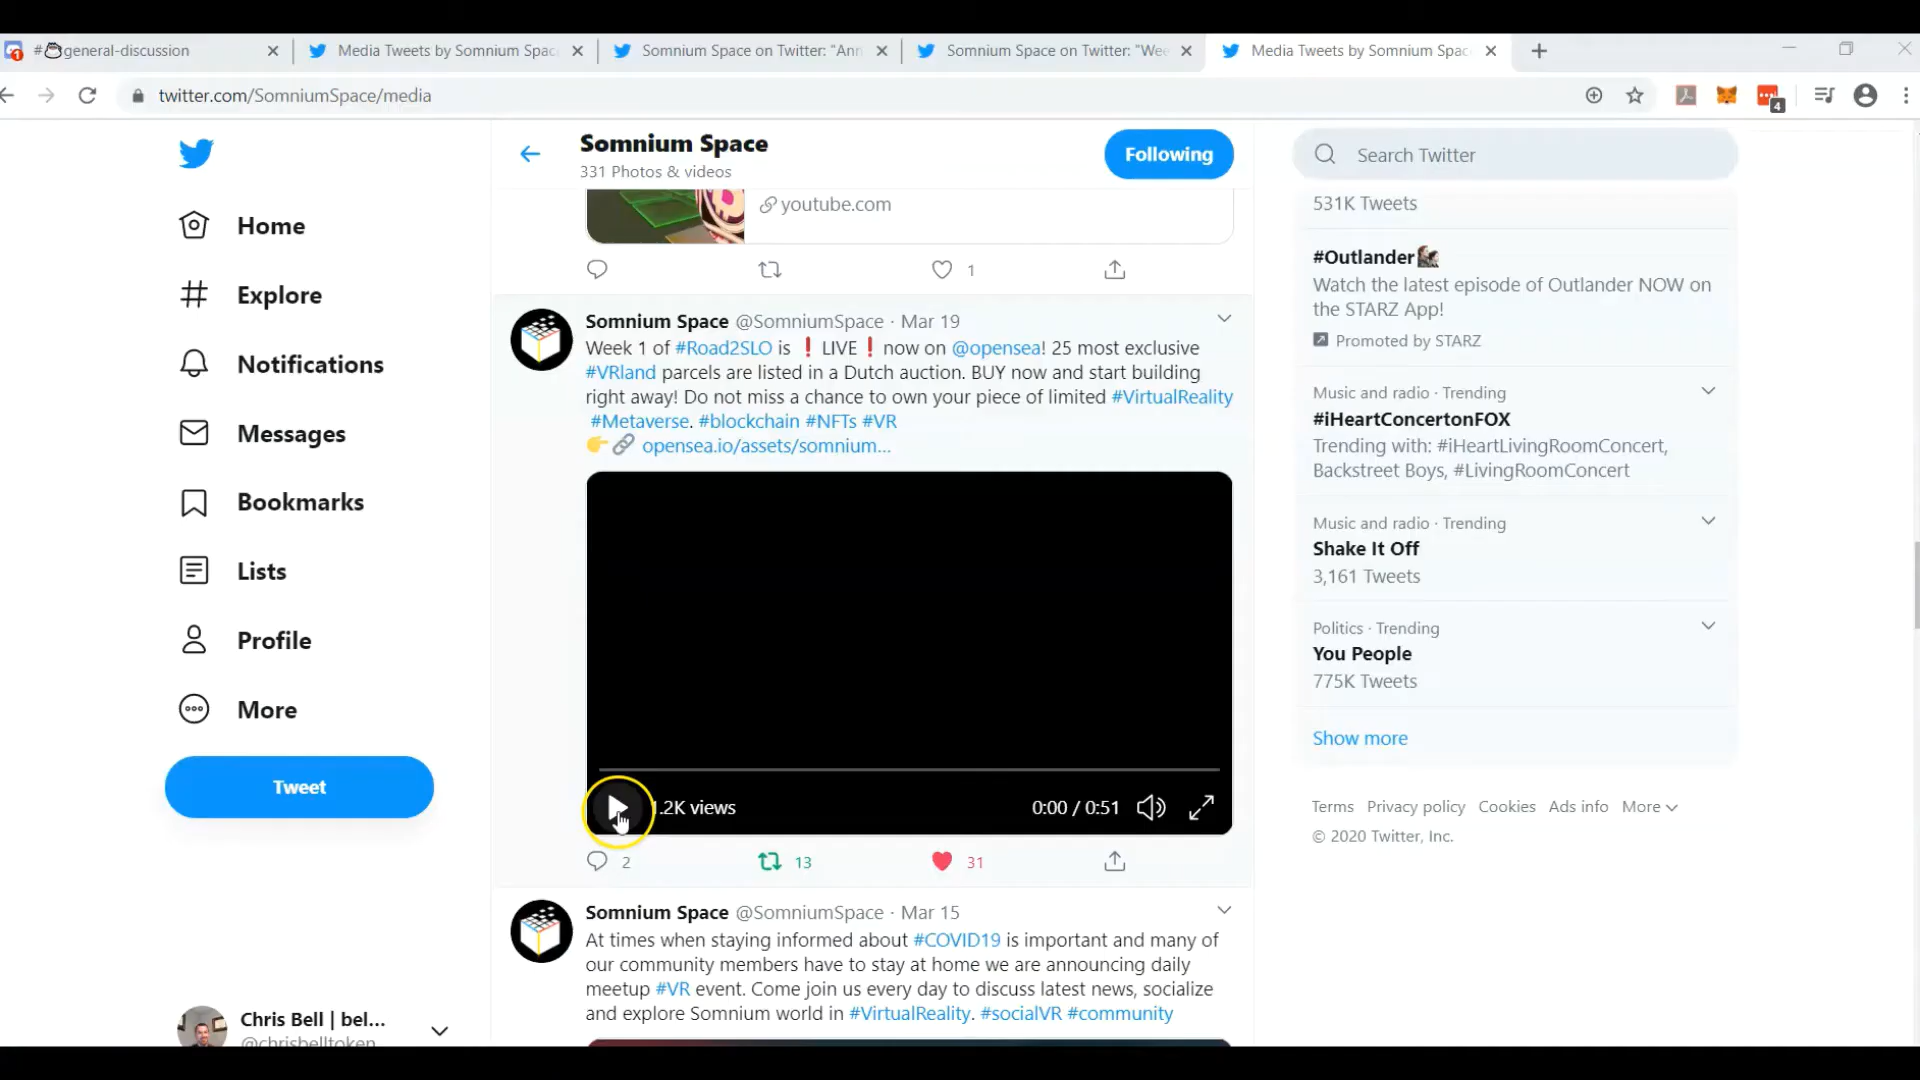 #general-discussion
Media Tweets by Somnium Spac
Somnium Space on Twitter: "Ann
Somnium Space on Twitter: "Wee
Media Tweets by Somnium Spac
twitter.com/SomniumSpace/media
4
Home
Explore
Notifications
Messages
Bookmarks
Lists
Profile
More
Tweet
Chris Bell | bel...
@chrisbelltoken
Somnium Space
331 Photos & videos
Following
youtube.com
1
Somnium Space @SomniumSpace · Mar 19
Week 1 of #Road2SLO is ❗ LIVE ❗ now on @opensea! 25 most exclusive
#VRland parcels are listed in a Dutch auction. BUY now and start building
right away! Do not miss a chance to own your piece of limited #VirtualReality
#Metaverse. #blockchain #NFTs #VR
👉🔗 opensea.io/assets/somnium...
.2K views
0:00 / 0:51
2
13
31
Somnium Space @SomniumSpace · Mar 15
At times when staying informed about #COVID19 is important and many of
our community members have to stay at home we are announcing daily
meetup #VR event. Come join us every day to discuss latest news, socialize
and explore Somnium world in #VirtualReality. #socialVR #community
Search Twitter
531K Tweets
#Outlander
Watch the latest episode of Outlander NOW on
the STARZ App!
Promoted by STARZ
Music and radio · Trending
#iHeartConcertonFOX
Trending with: #iHeartLivingRoomConcert,
Backstreet Boys, #LivingRoomConcert
Music and radio · Trending
Shake It Off
3,161 Tweets
Politics · Trending
You People
775K Tweets
Show more
Terms Privacy policy Cookies Ads info More
© 2020 Twitter, Inc.